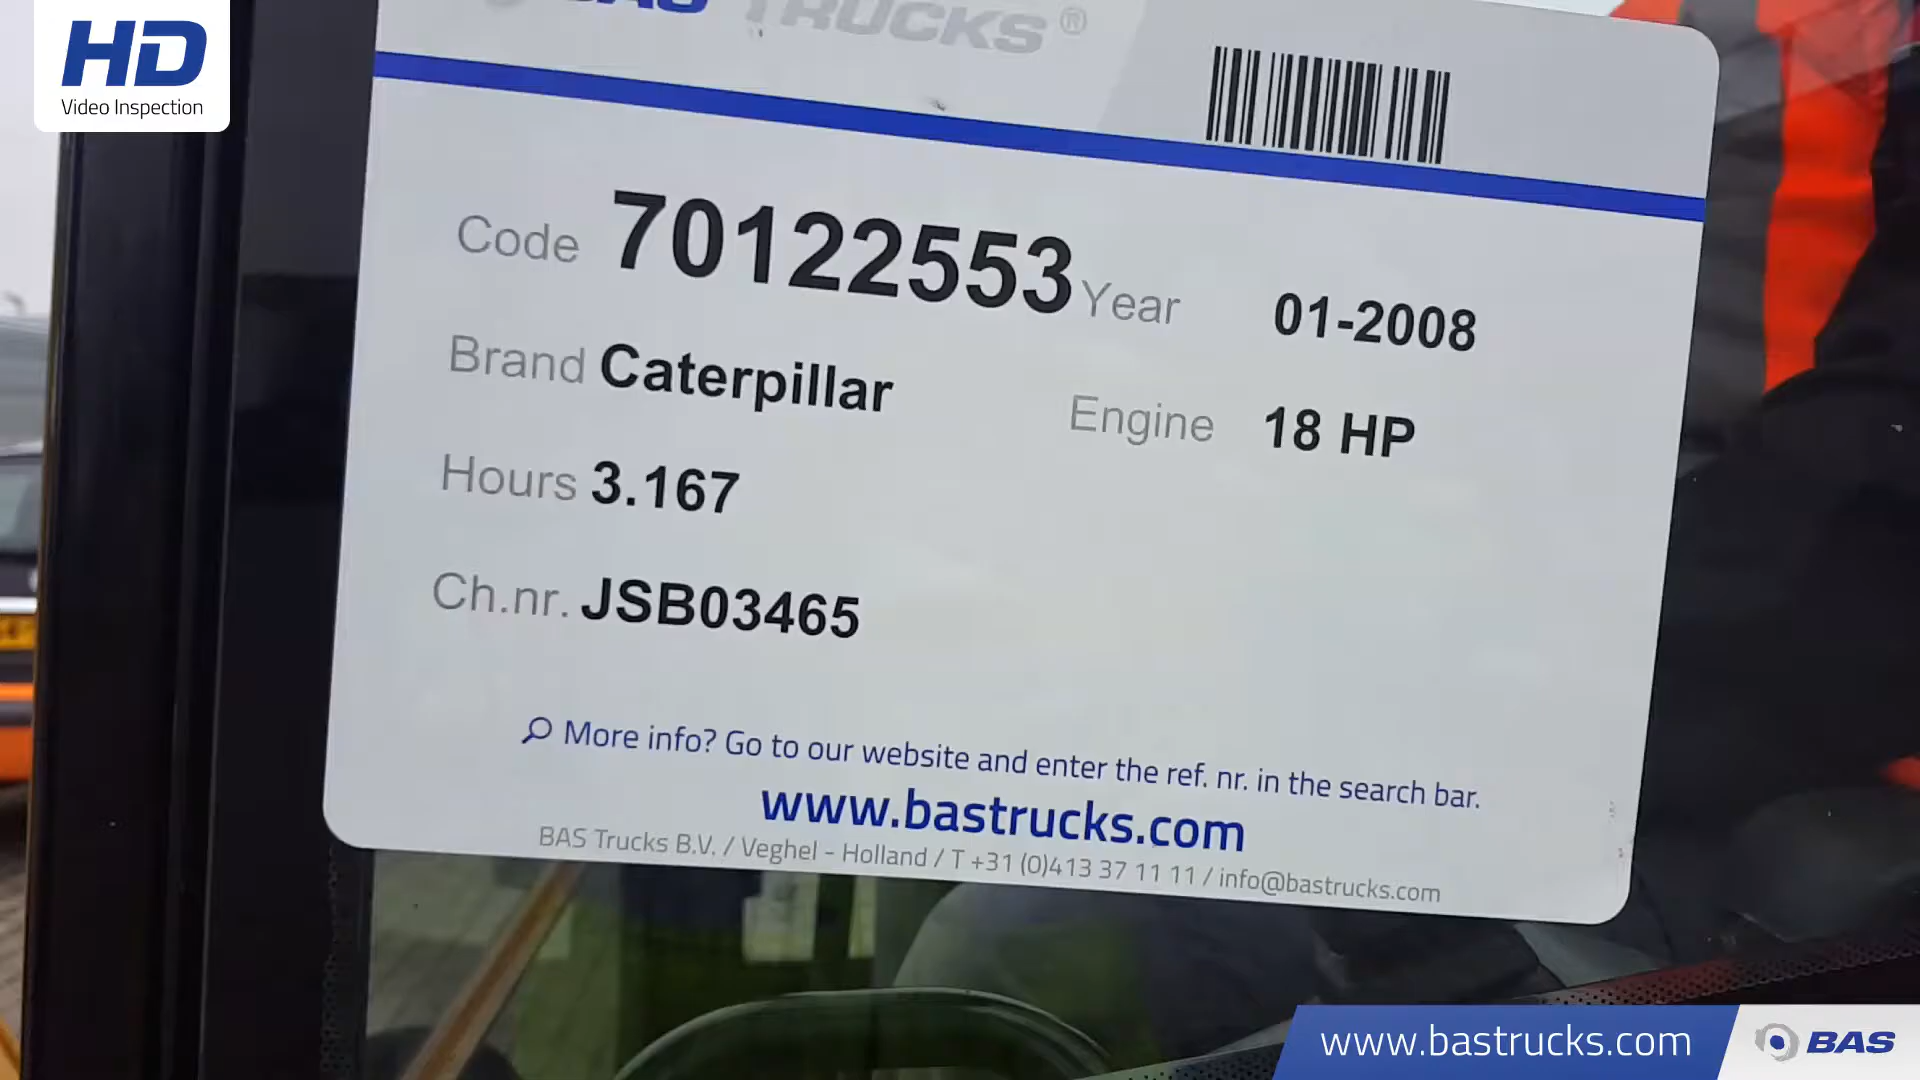 HD
Video Inspection
BAS TRUCKS®
Code 70122553 Year 01-2008
Brand Caterpillar Engine 18 HP
Hours 3.167
Ch.nr. JSB03465
More info? Go to our website and enter the ref. nr. in the search bar.
www.bastrucks.com
BAS Trucks B.V. / Veghel - Holland / T +31 (0)413 37 11 11 / info@bastrucks.com
www.bastrucks.com BAS